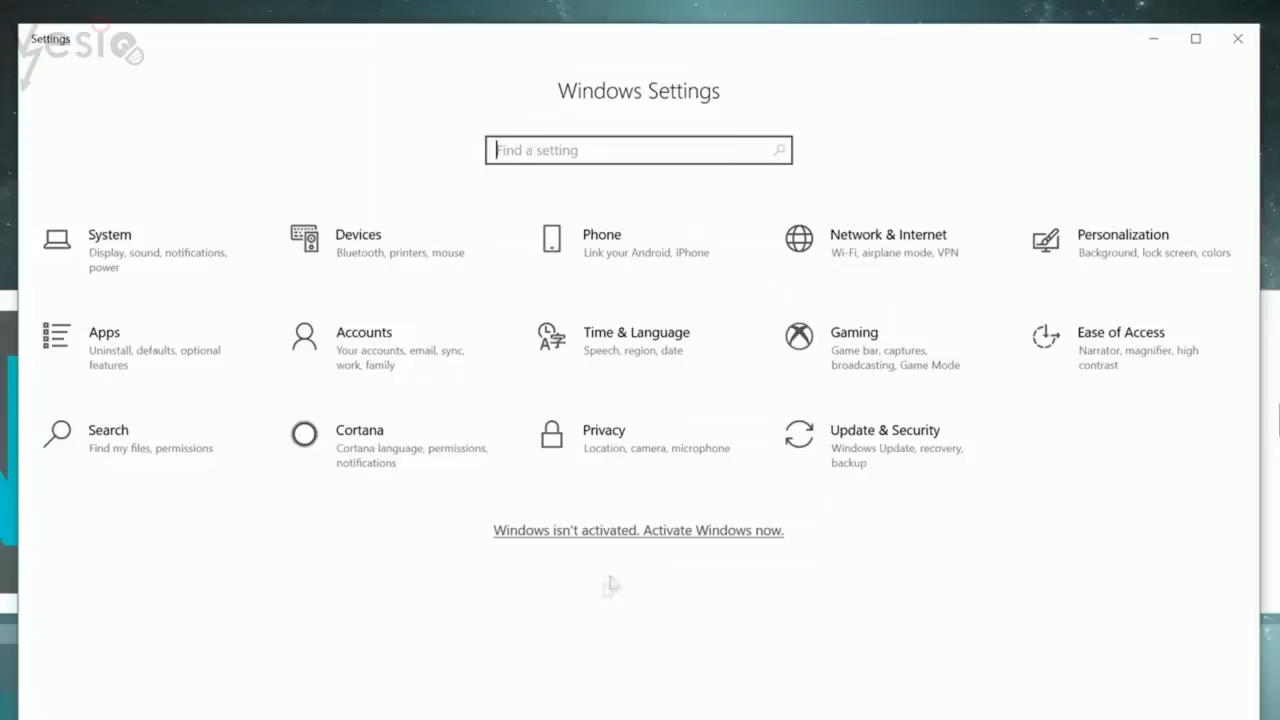 Settings
Windows Settings
Find a setting
System
Display, sound, notifications,
power
Devices
Bluetooth, printers, mouse
Phone
Link your Android, iPhone
Network & Internet
Wi-Fi, airplane mode, VPN
Personalization
Background, lock screen, colors
Apps
Uninstall, defaults, optional
features
Accounts
Your accounts, email, sync,
work, family
Time & Language
Speech, region, date
Gaming
Game bar, captures,
broadcasting, Game Mode
Ease of Access
Narrator, magnifier, high
contrast
Search
Find my files, permissions
Cortana
Cortana language, permissions,
notifications
Privacy
Location, camera, microphone
Update & Security
Windows Update, recovery,
backup
Windows isn't activated. Activate Windows now.